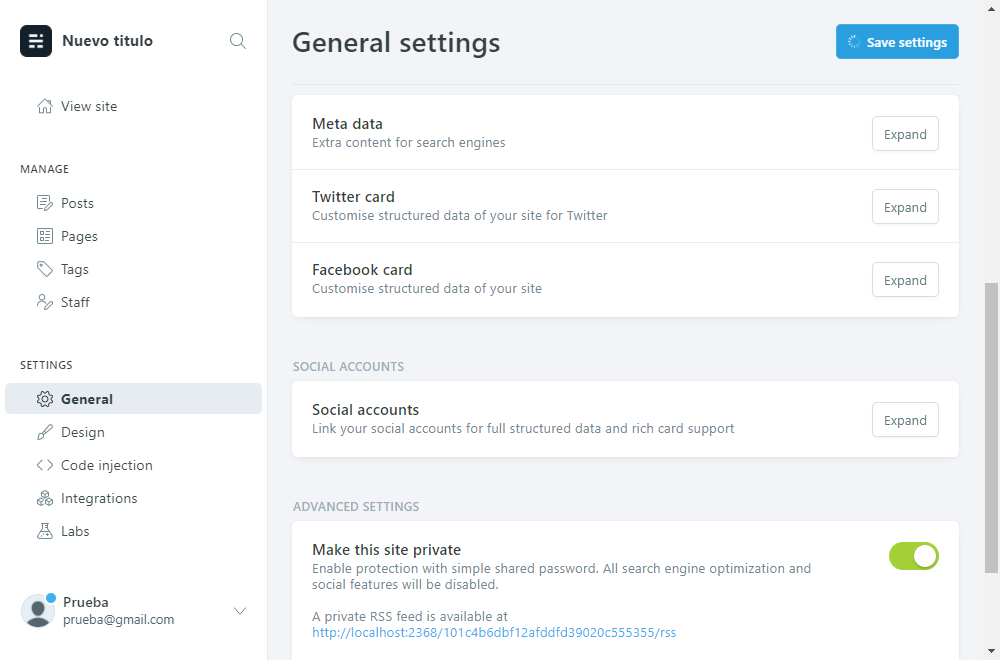 Nuevo titulo
View site
MANAGE
Posts
Pages
Tags
Staff
SETTINGS
General
Design
Code injection
Integrations
Labs
Prueba
prueba@gmail.com
General settings
Save settings
Meta data
Extra content for search engines
Expand
Twitter card
Customise structured data of your site for Twitter
Expand
Facebook card
Customise structured data of your site
Expand
SOCIAL ACCOUNTS
Social accounts
Link your social accounts for full structured data and rich card support
Expand
ADVANCED SETTINGS
Make this site private
Enable protection with simple shared password. All search engine optimization and
social features will be disabled.
A private RSS feed is available at
http://localhost:2368/101c4b6dbf12afddfd39020c555355/rss